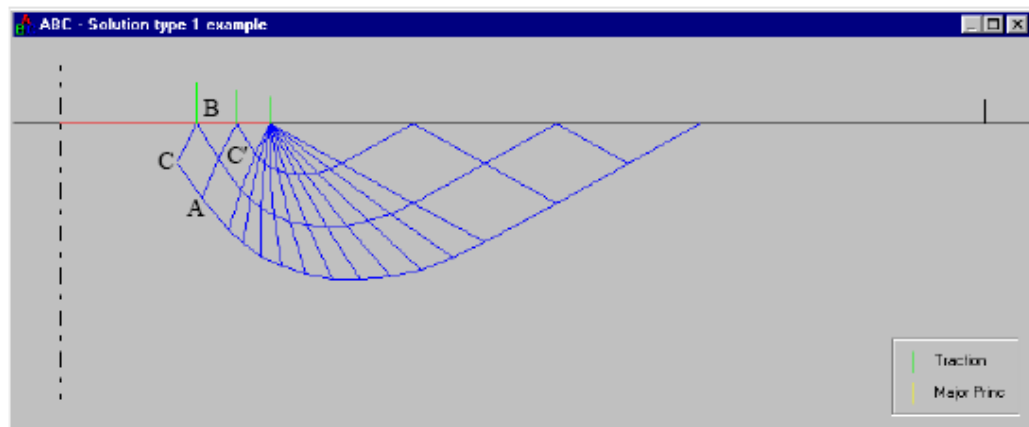 ABC - Solution type 1 example
B
C
C'
A
Traction
Major Princ